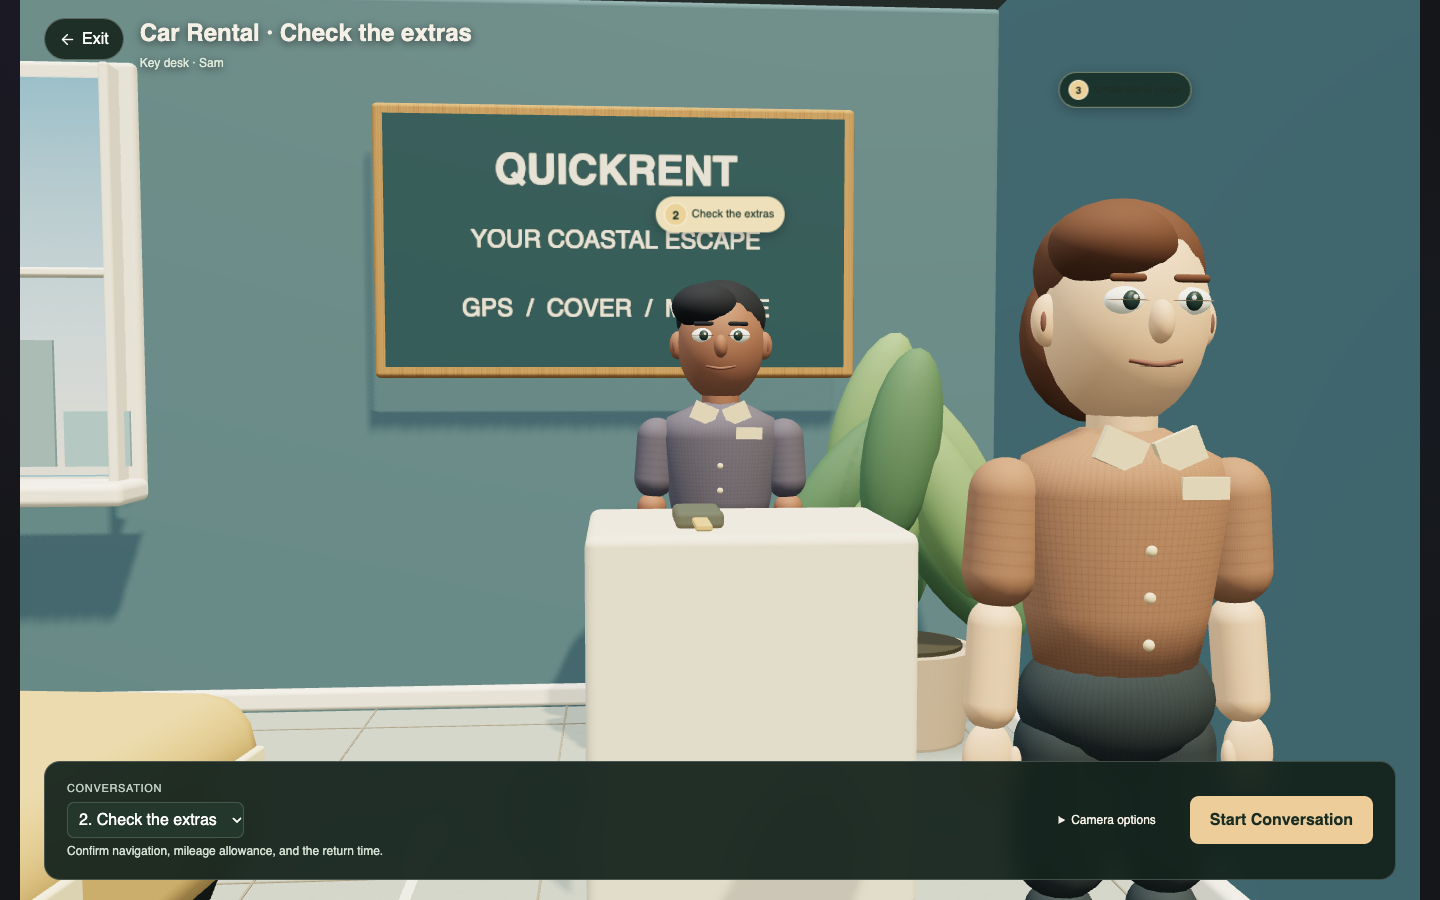 ← Exit
Car Rental · Check the extras
Key desk · Sam
3
QUICKRENT
2 Check the extras
YOUR COASTAL ESCAPE
GPS / COVER /
CONVERSATION
2. Check the extras
Confirm navigation, mileage allowance, and the return time.
▶ Camera options
Start Conversation